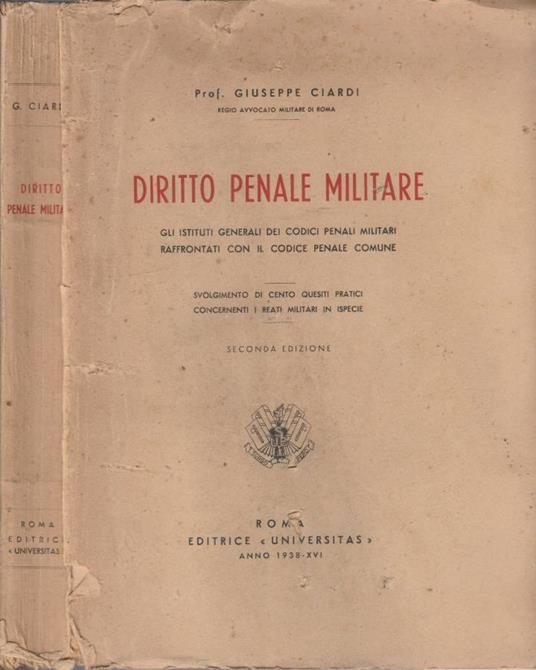 G. CIARDI
DIRITTO
PENALE MILITA
ROMA
EDITRICE
« UNIVERSITAS
Prof. GIUSEPPE CIARDI
REGIO AVVOCATO MILITARE DI ROMA
DIRITTO PENALE MILITARE
GLI ISTITUTI GENERALI DEI CODICI PENALI MILITARI
RAFFRONTATI CON IL CODICE PENALE COMUNE
SVOLGIMENTO DI CENTO QUESITI PRATICI
CONCERNENTI I REATI MILITARI IN ISPECIE
SECONDA EDIZIONE
ROMA
EDITRICE « UNIVERSITAS »
ANNO 1938-XVI